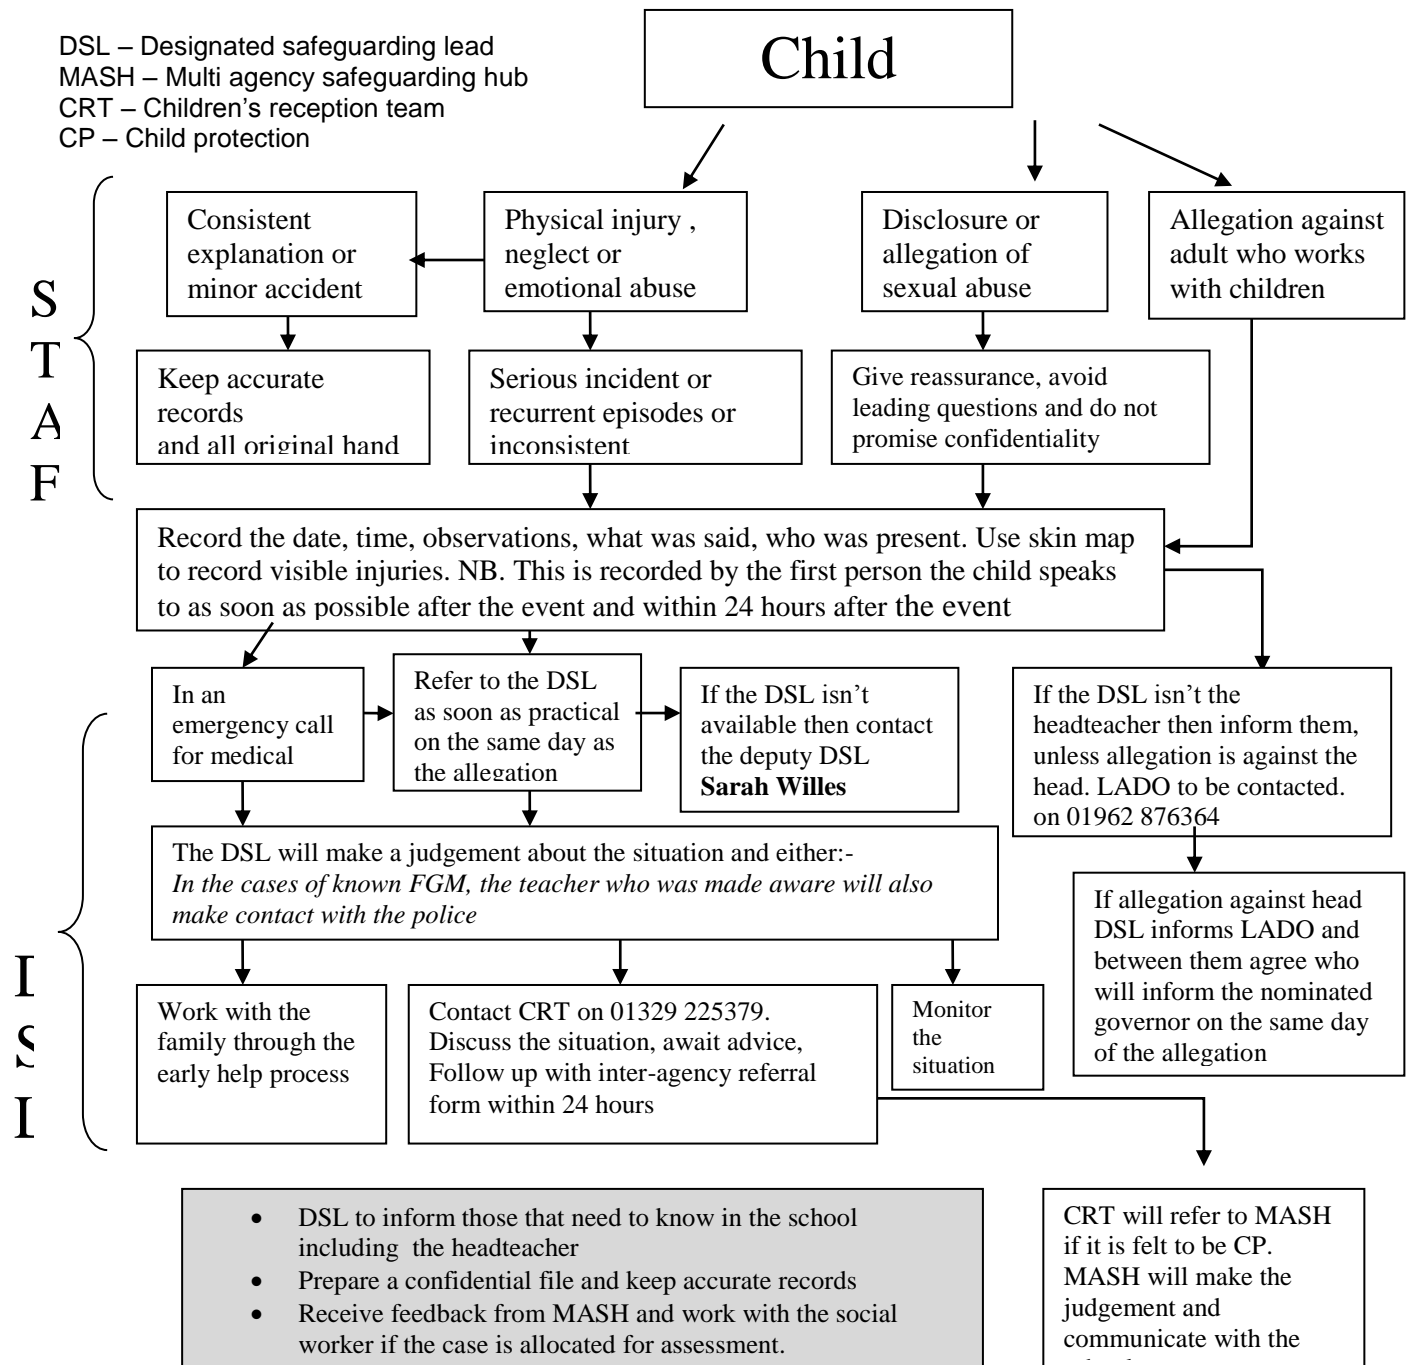 DSL – Designated safeguarding lead
MASH – Multi agency safeguarding hub
CRT – Children's reception team
CP – Child protection
Child
S
T
A
F
Consistent
explanation or
minor accident
Physical injury ,
neglect or
emotional abuse
Disclosure or
allegation of
sexual abuse
Allegation against
adult who works
with children
Keep accurate
records
and all original hand
Serious incident or
recurrent episodes or
inconsistent
Give reassurance, avoid
leading questions and do not
promise confidentiality
Record the date, time, observations, what was said, who was present. Use skin map
to record visible injuries. NB. This is recorded by the first person the child speaks
to as soon as possible after the event and within 24 hours after the event
In an
emergency call
for medical
Refer to the DSL
as soon as practical
on the same day as
the allegation
If the DSL isn't
available then contact
the deputy DSL
Sarah Willes
If the DSL isn't the
headteacher then inform them,
unless allegation is against the
head. LADO to be contacted.
on 01962 876364
The DSL will make a judgement about the situation and either:-
In the cases of known FGM, the teacher who was made aware will also
make contact with the police
If allegation against head
DSL informs LADO and
between them agree who
will inform the nominated
governor on the same day
of the allegation
Work with the
family through the
early help process
Contact CRT on 01329 225379.
Discuss the situation, await advice,
Follow up with inter-agency referral
form within 24 hours
Monitor
the
situation
• DSL to inform those that need to know in the school
including the headteacher
• Prepare a confidential file and keep accurate records
• Receive feedback from MASH and work with the social
worker if the case is allocated for assessment.
CRT will refer to MASH
if it is felt to be CP.
MASH will make the
judgement and
communicate with the